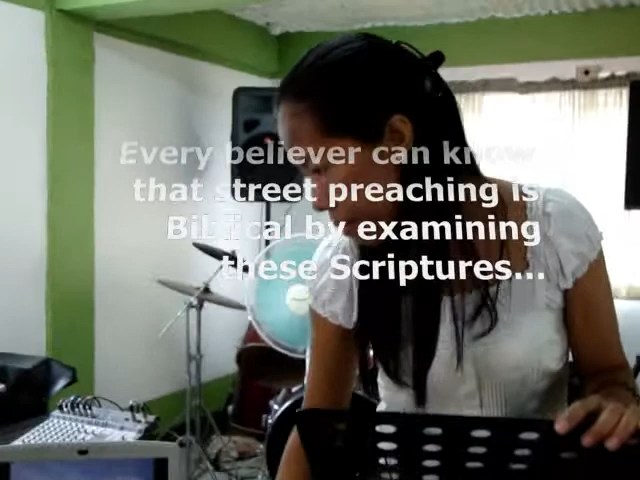 Every believer can know
that street preaching is
Biblical by examining
these Scriptures...